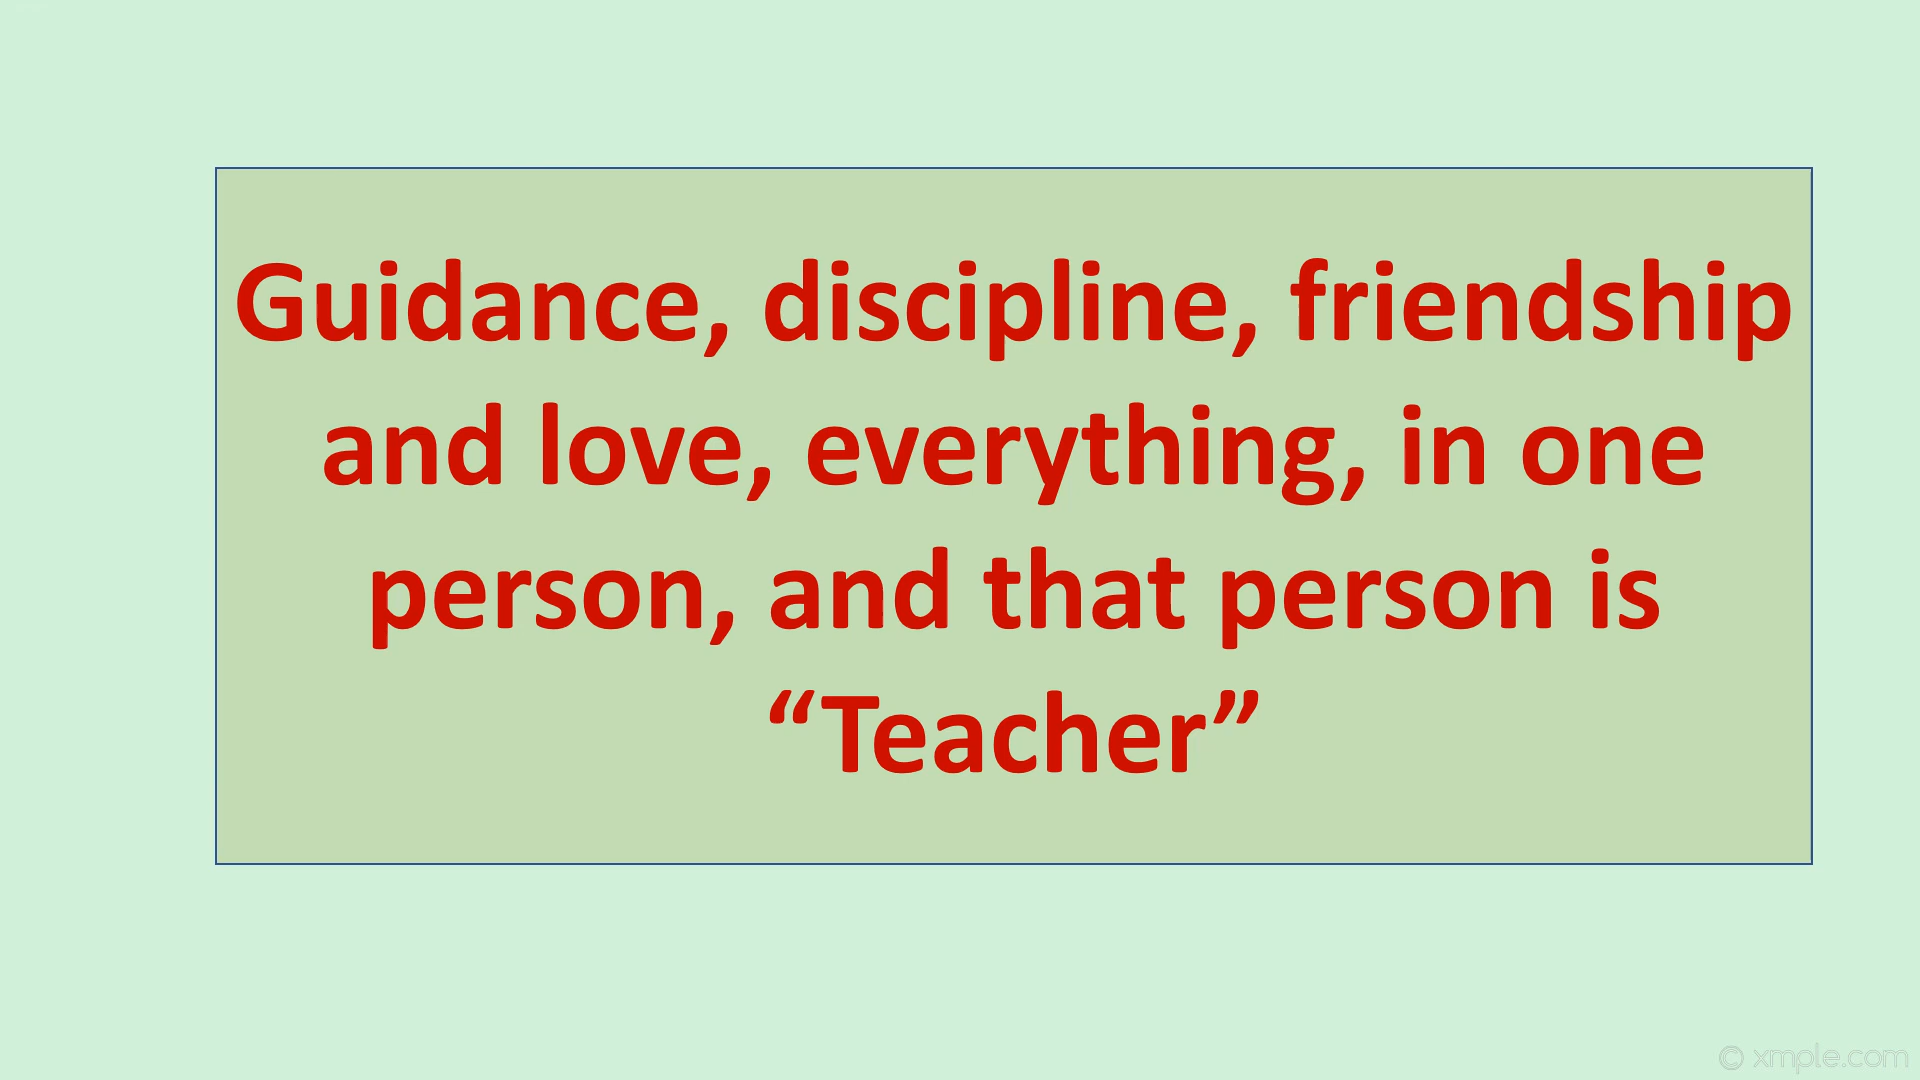 Guidance, discipline, friendship
and love, everything, in one
person, and that person is
“Teacher”
© xmple.com